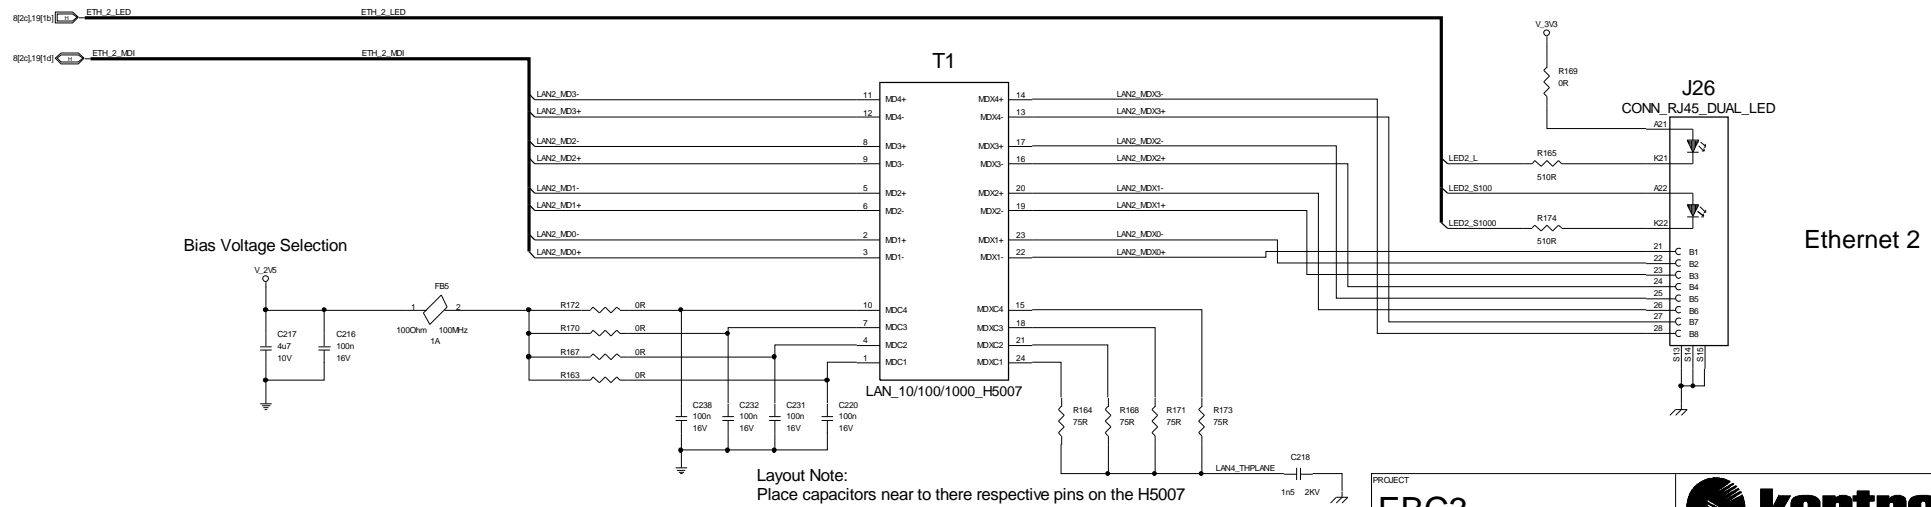 8[2c],19[1b] H ETH_2_LED ETH_2_LED
8[2c],19[1d] H ETH_2_MDI ETH_2_MDI
V_3V3
R169
0R
T1
J26
CONN_RJ45_DUAL_LED
LAN2_MD3- 11 MD4+ MDX4+ 14 LAN2_MDX3-
LAN2_MD3+ 12 MD4- MDX4- 13 LAN2_MDX3+
LAN2_MD2- 8 MD3+ MDX3+ 17 LAN2_MDX2-
LAN2_MD2+ 9 MD3- MDX3- 16 LAN2_MDX2+
LAN2_MD1- 5 MD2+ MDX2+ 20 LAN2_MDX1-
LAN2_MD1+ 6 MD2- MDX2- 19 LAN2_MDX1+
LAN2_MD0- 2 MD1+ MDX1+ 23 LAN2_MDX0-
LAN2_MD0+ 3 MD1- MDX1- 22 LAN2_MDX0+
A21
LED2_L R165 K21
510R
LED2_S100 A22
LED2_S1000 R174 K22
510R
21 B1
22 B2
23 B3
24 B4
25 B5
26 B6
27 B7
28 B8
S13 S14 S15
Ethernet 2
Bias Voltage Selection
V_2V5
FB5
1 2
100Ohm 100MHz
1A
C217
4u7
10V
C216
100n
16V
R172 0R 10 MDC4 MDXC4 15
R170 0R 7 MDC3 MDXC3 18
R167 0R 4 MDC2 MDXC2 21
R163 0R 1 MDC1 MDXC1 24
LAN_10/100/1000_H5007
C238 C232 C231 C220
100n 100n 100n 100n
16V 16V 16V 16V
R164 R168 R171 R173
75R 75R 75R 75R
LAN4_THPLANE C218
1n5 2KV
Layout Note:
Place capacitors near to there respective pins on the H5007
PROJECT